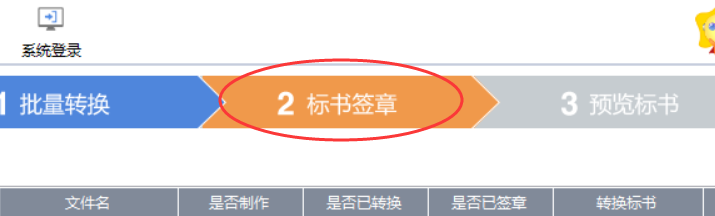 系统登录
1 批量转换 2 标书签章 3 预览标书
文件名 是否制作 是否已转换 是否已签章 转换标书